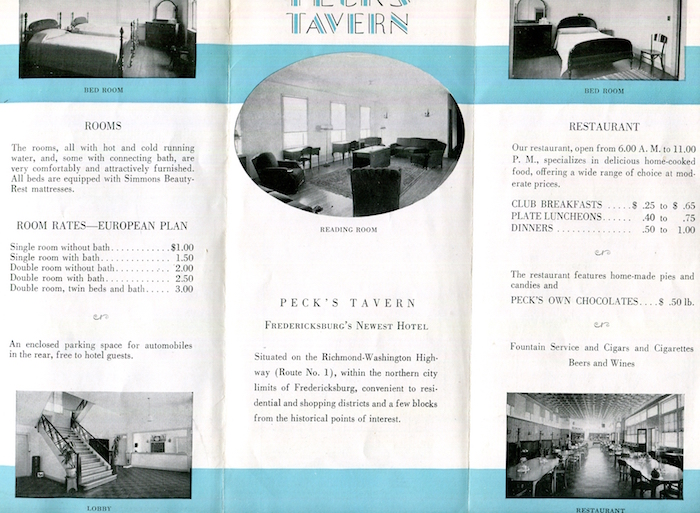 BED ROOM
ROOMS
The rooms, all with hot and cold running
water, and, some with connecting bath, are
very comfortably and attractively furnished.
All beds are equipped with Simmons Beauty-
Rest mattresses.
ROOM RATES—EUROPEAN PLAN
Single room without bath............$1.00
Single room with bath.............. 1.50
Double room without bath........... 2.00
Double room with bath.............. 2.50
Double room, twin beds and bath..... 3.00
An enclosed parking space for automobiles
in the rear, free to hotel guests.
LOBBY
PECK'S
TAVERN
READING ROOM
PECK'S TAVERN
FREDERICKSBURG'S NEWEST HOTEL
Situated on the Richmond-Washington High-
way (Route No. 1), within the northern city
limits of Fredericksburg, convenient to resi-
dential and shopping districts and a few blocks
from the historical points of interest.
BED ROOM
RESTAURANT
Our restaurant, open from 6.00 A. M. to 11.00
P. M., specializes in delicious home-cooked
food, offering a wide range of choice at mod-
erate prices.
CLUB BREAKFASTS .....$ .25 to $ .65
PLATE LUNCHEONS...... .40 to .75
DINNERS .............. .50 to 1.00
The restaurant features home-made pies and
candies and
PECK'S OWN CHOCOLATES....$ .50 lb.
Fountain Service and Cigars and Cigarettes
Beers and Wines
RESTAURANT